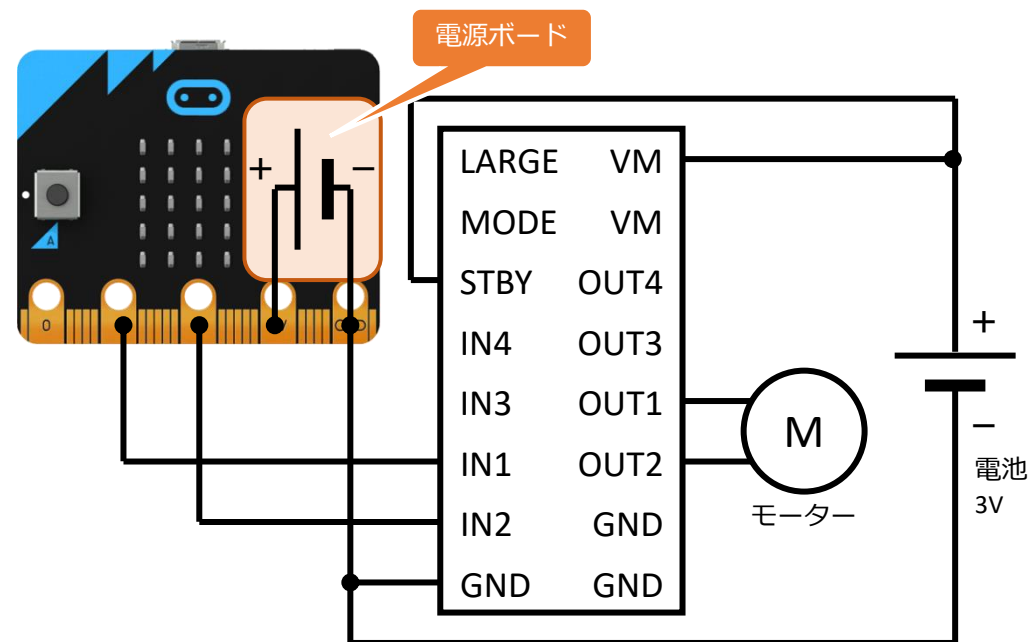 電源ボード
+ −
A
0
LARGE VM
MODE VM
STBY OUT4
IN4 OUT3
IN3 OUT1
IN1 OUT2
IN2 GND
GND GND
M
モーター
+
−
電池
3V